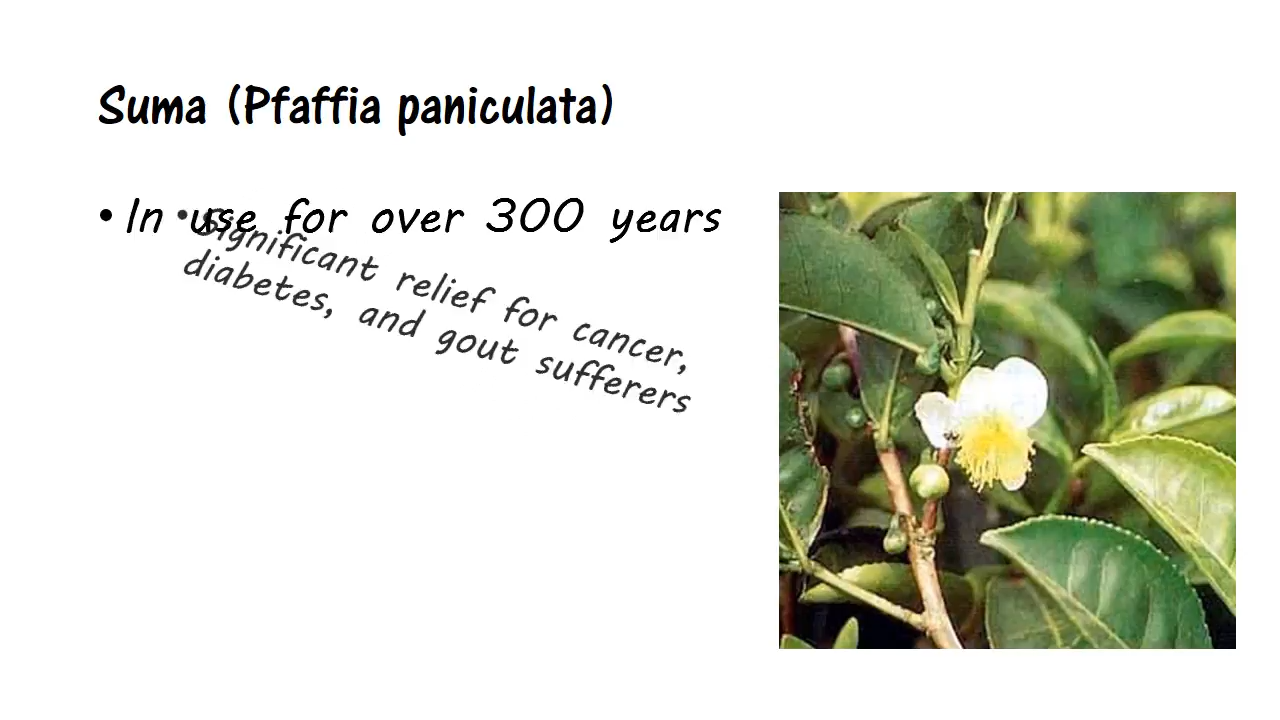 Suma (Pfaffia paniculata)
• In use for over 300 years
• Significant relief for cancer,
diabetes, and gout sufferers